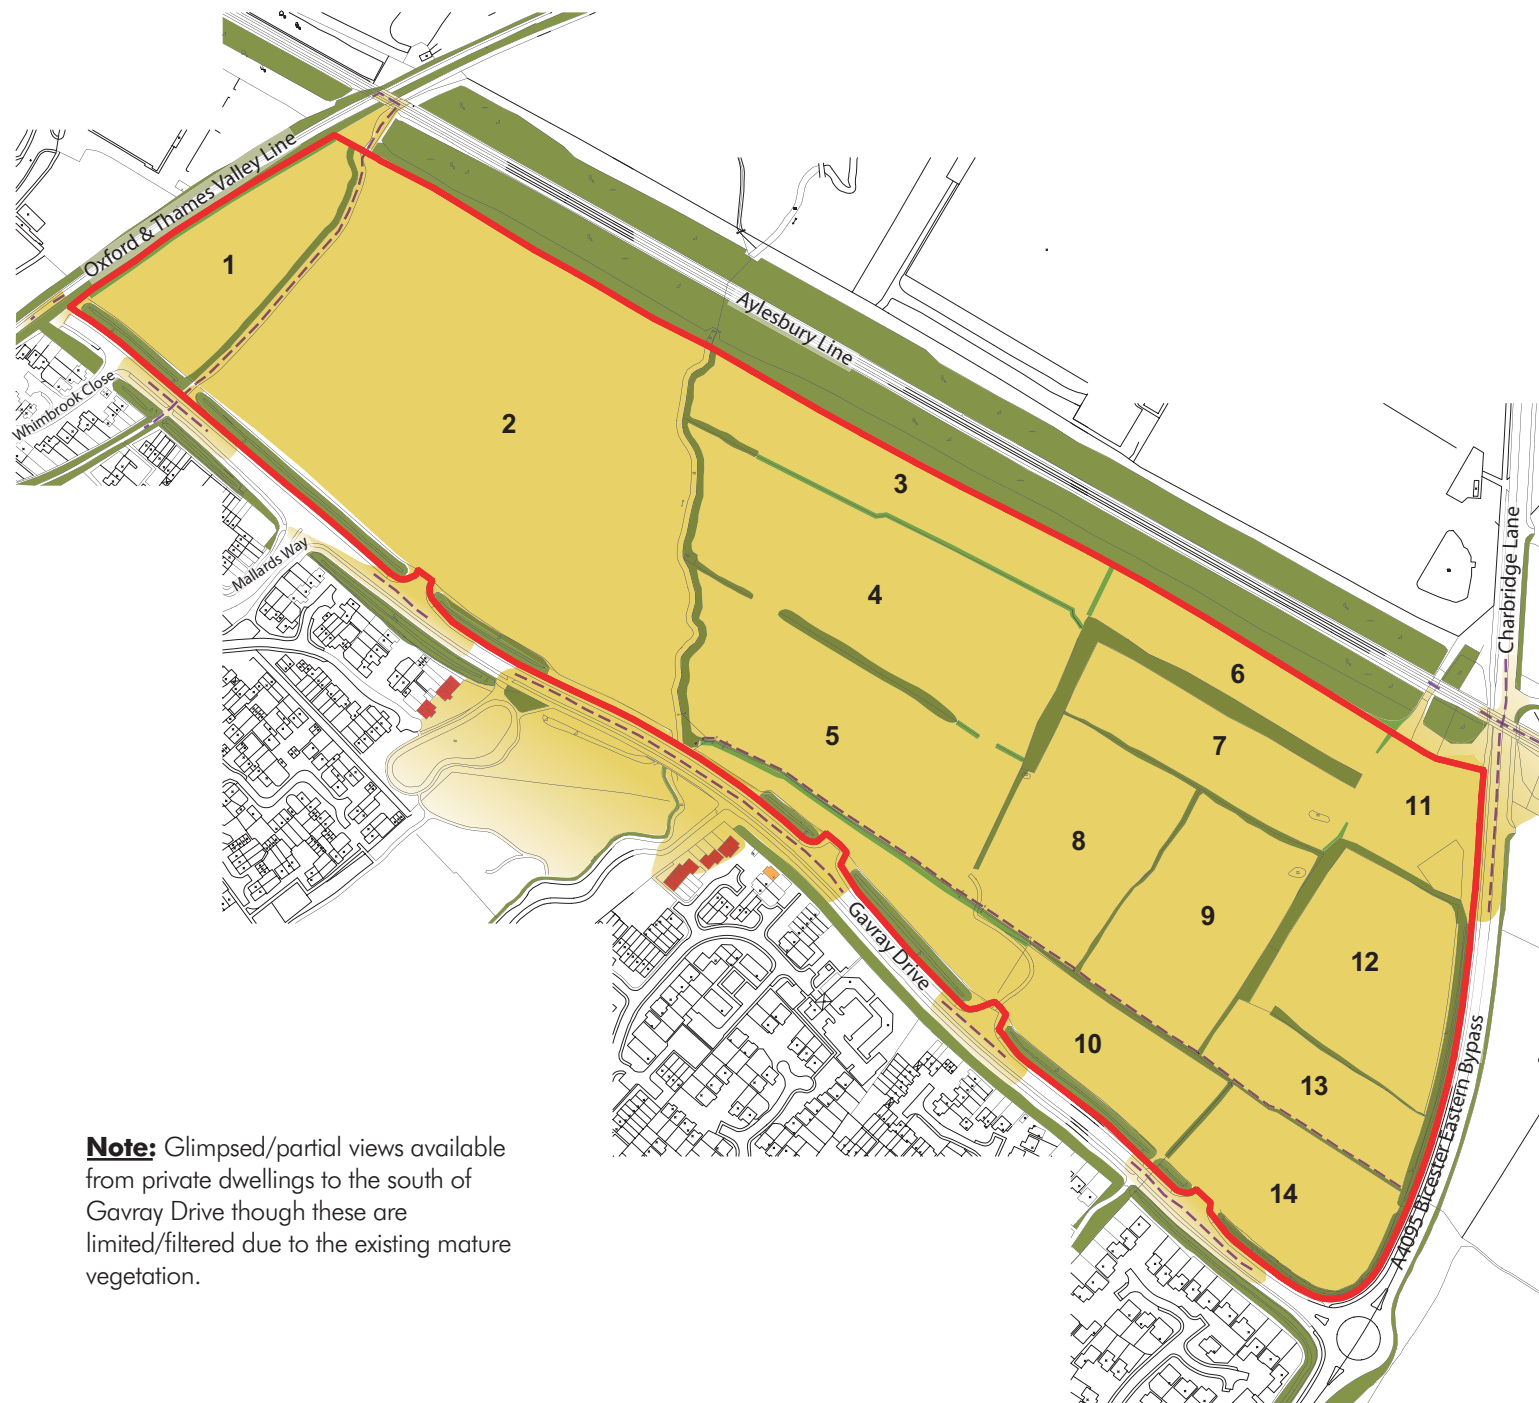 Oxford & Thames Valley Line
1
Aylesbury Line
Whimbrook Close
2
3
Charbridge Lane
Mallards Way
4
6
5
7
11
8
9
Gavray Drive
12
10
13
A4095 Bicester Eastern Bypass
14
Note: Glimpsed/partial views available
from private dwellings to the south of
Gavray Drive though these are
limited/filtered due to the existing mature
vegetation.